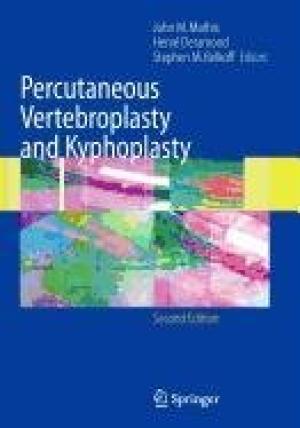 John M. Mathis
Hervé Deramond
Stephen M. Belkoff Editors
Percutaneous
Vertebroplasty
and Kyphoplasty
Second Edition
Springer